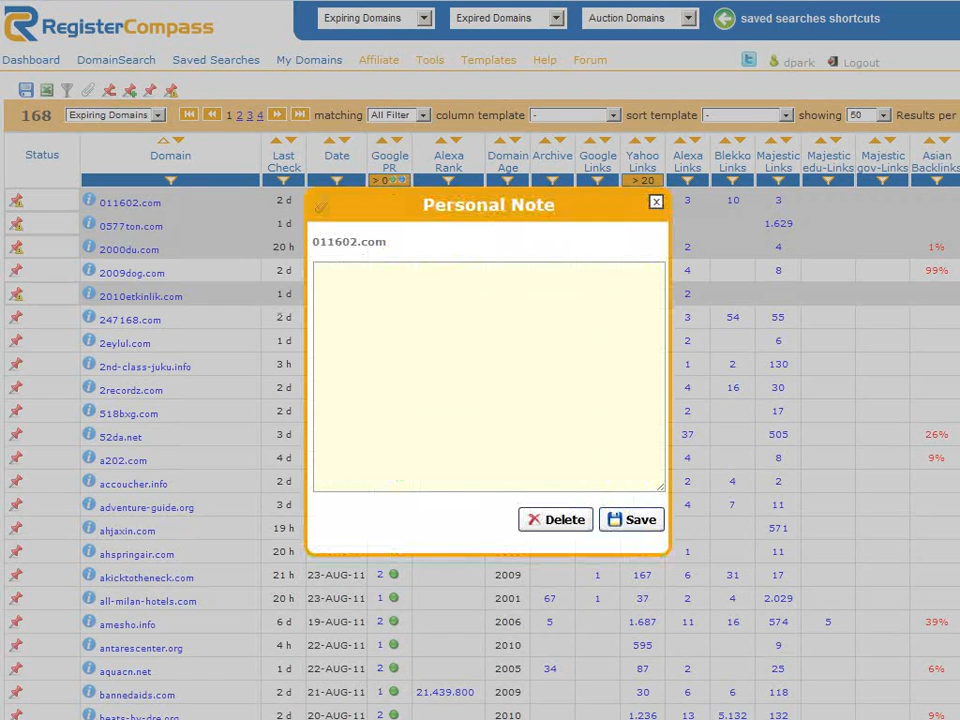 RegisterCompass
Expiring Domains Expired Domains Auction Domains saved searches shortcuts
Dashboard DomainSearch Saved Searches My Domains Affiliate Tools Templates Help Forum dpark Logout
168 Expiring Domains 1 2 3 4 matching All Filter column template - sort template - showing 50 Results per
Status Domain Last Check Date Google PR Alexa Rank Domain Age Archive Google Links Yahoo Links Alexa Links Blekko Links Majestic Links Majestic edu-Links Majestic gov-Links Asian Backlinks
> 0 > 20
Personal Note
011602.com
Delete Save
011602.com 2 d 3 10 3
0577ton.com 1 d 1.629
2000du.com 20 h 2 4 1%
2009dog.com 2 d 4 8 99%
2010etkinlik.com 1 d 2
247168.com 2 d 3 54 55
2eylul.com 1 d 2 6
2nd-class-juku.info 3 h 1 2 130
2recordz.com 2 d 4 16 30
518bxg.com 2 d 2 17
52da.net 3 d 37 505 26%
a202.com 4 d 4 8 9%
accoucher.info 2 d 2 4 2
adventure-guide.org 2 d 4 7 11
ahjaxin.com 19 h 571
ahspringair.com 20 h 1 11
akicktotheneck.com 21 h 23-AUG-11 2 2009 1 167 6 31 17
all-milan-hotels.com 20 h 23-AUG-11 1 2001 67 1 37 2 4 2.029
amesho.info 6 d 19-AUG-11 2 2006 5 1.687 11 16 574 5 39%
antarescenter.org 4 h 22-AUG-11 1 2010 595 9
aquacn.net 1 d 22-AUG-11 2 2005 34 87 2 25 6%
bannedaids.com 2 d 21-AUG-11 1 21.439.800 2009 30 6 6 118
beats-by-dre.org 2 d 20-AUG-11 2 2010 1.236 13 5.132 132 9%